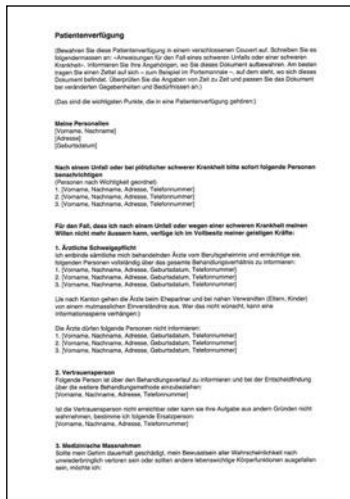 Patientenverfügung
(Bewahren Sie diese Patientenverfügung in einem verschlossenen Couvert auf. Schreiben Sie es
folgendermassen an: «Anweisungen für den Fall eines schweren Unfalls oder einer schweren
Krankheit». Informieren Sie Ihre Angehörigen, wo Sie dieses Dokument aufbewahren. Am besten
tragen Sie einen Zettel auf sich – zum Beispiel im Portemonnaie –, auf dem steht, wo sich dieses
Dokument befindet. Überprüfen Sie die Angaben von Zeit zu Zeit und passen Sie das Dokument
bei veränderten Gegebenheiten und Bedürfnissen an.)
(Das sind die wichtigsten Punkte, die in eine Patientenverfügung gehören:)
Meine Personalien
[Vorname, Nachname]
[Adresse]
[Geburtsdatum]
Nach einem Unfall oder bei plötzlicher schwerer Krankheit bitte sofort folgende Personen
benachrichtigen
(Personen nach Wichtigkeit geordnet)
1. [Vorname, Nachname, Adresse, Telefonnummer]
2. [Vorname, Nachname, Adresse, Telefonnummer]
3. [Vorname, Nachname, Adresse, Telefonnummer]
Für den Fall, dass ich nach einem Unfall oder wegen einer schweren Krankheit meinen
Willen nicht mehr äussern kann, verfüge ich im Vollbesitz meiner geistigen Kräfte:
1. Ärztliche Schweigepflicht
Ich entbinde sämtliche mich behandelnden Ärzte vom Berufsgeheimnis und ermächtige sie,
folgenden Personen vollständig über das gesamte Behandlungsverhältnis zu informieren:
1. [Vorname, Nachname, Adresse, Geburtsdatum, Telefonnummer]
2. [Vorname, Nachname, Adresse, Geburtsdatum, Telefonnummer]
3. [Vorname, Nachname, Adresse, Geburtsdatum, Telefonnummer]
(Je nach Kanton gehen die Ärzte beim Ehepartner und bei nahen Verwandten (Eltern, Kinder)
von einem mutmasslichen Einverständnis aus. Wer das nicht wünscht, kann eine
Informationssperre verhängen:)
Die Ärzte dürfen folgende Personen nicht informieren:
1. [Vorname, Nachname, Adresse, Geburtsdatum, Telefonnummer]
3. [Vorname, Nachname, Adresse, Geburtsdatum, Telefonnummer]
2. Vertrauensperson
Folgende Person ist über den Behandlungsverlauf zu informieren und bei der Entscheidfindung
über die weitere Behandlungsmethode einzubeziehen:
[Vorname, Nachname, Adresse, Telefonnummer]
Ist die Vertrauensperson nicht erreichbar oder kann sie ihre Aufgabe aus andern Gründen nicht
wahrnehmen, bestimme ich folgende Ersatzperson:
[Vorname, Nachname, Adresse, Telefonnummer]
3. Medizinische Massnahmen
Sollte mein Gehirn dauerhaft geschädigt, mein Bewusstsein aller Wahrscheinlichkeit nach
unwiederbringlich verloren sein oder sollten andere lebenswichtige Körperfunktionen ausgefallen
sein, möchte ich: